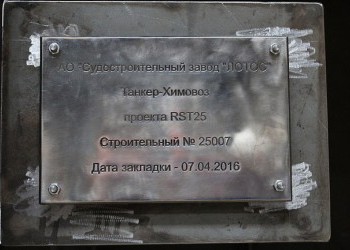 АО "Судостроительный завод "ЛОТОС"
Танкер-Химовоз
проекта RST25
Строительный № 25007
Дата закладки - 07.04.2016